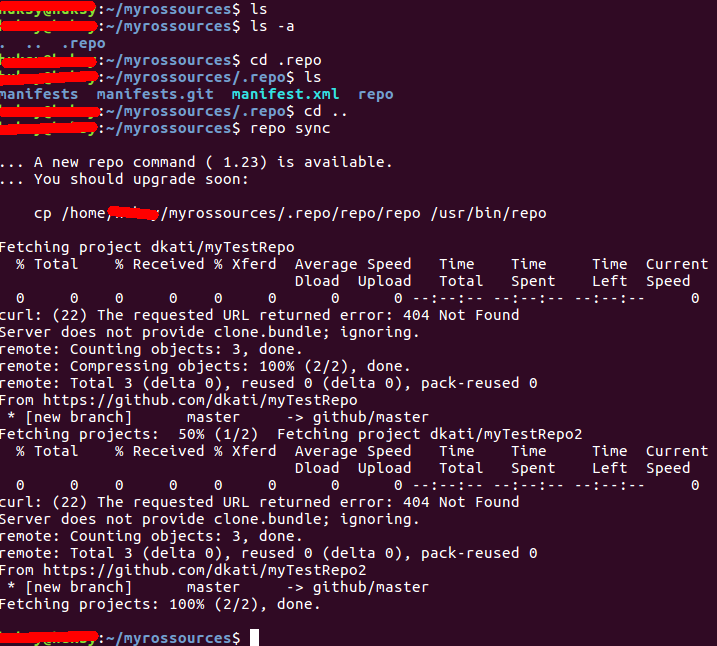 :~/myrossources$ ls
:~/myrossources$ ls -a
. .. .repo
:~/myrossources$ cd .repo
:~/myrossources/.repo$ ls
manifests manifests.git manifest.xml repo
:~/myrossources/.repo$ cd ..
:~/myrossources$ repo sync
... A new repo command ( 1.23) is available.
... You should upgrade soon:
cp /home/ /myrossources/.repo/repo/repo /usr/bin/repo
Fetching project dkati/myTestRepo
% Total % Received % Xferd Average Speed Time Time Time Current
Dload Upload Total Spent Left Speed
0 0 0 0 0 0 0 0 --:--:-- --:--:-- --:--:-- 0
curl: (22) The requested URL returned error: 404 Not Found
Server does not provide clone.bundle; ignoring.
remote: Counting objects: 3, done.
remote: Compressing objects: 100% (2/2), done.
remote: Total 3 (delta 0), reused 0 (delta 0), pack-reused 0
From https://github.com/dkati/myTestRepo
* [new branch] master -> github/master
Fetching projects: 50% (1/2) Fetching project dkati/myTestRepo2
% Total % Received % Xferd Average Speed Time Time Time Current
Dload Upload Total Spent Left Speed
0 0 0 0 0 0 0 0 --:--:-- --:--:-- --:--:-- 0
curl: (22) The requested URL returned error: 404 Not Found
Server does not provide clone.bundle; ignoring.
remote: Counting objects: 3, done.
remote: Total 3 (delta 0), reused 0 (delta 0), pack-reused 0
From https://github.com/dkati/myTestRepo2
* [new branch] master -> github/master
Fetching projects: 100% (2/2), done.
:~/myrossources$